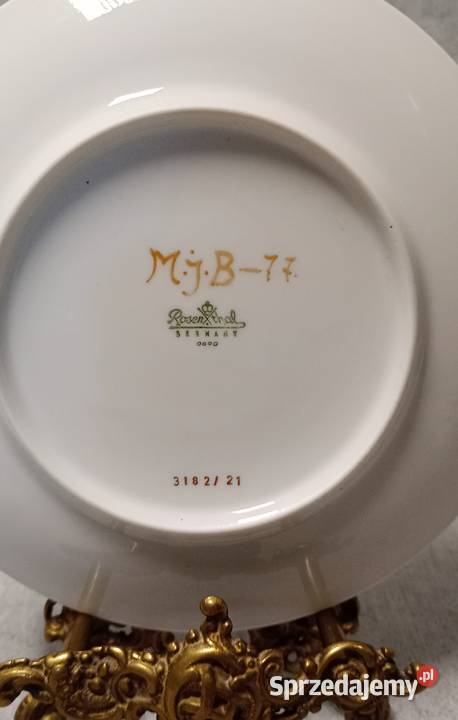 M.j.B-77.
Rosenthal
GERMANY
3182/21
Sprzedajemy.pl